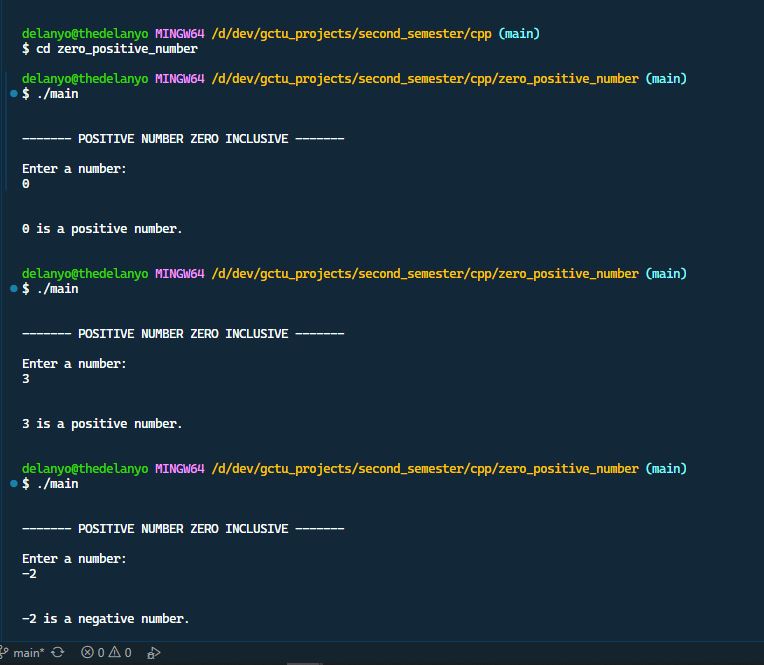 delanyo@thedelanyo MINGW64 /d/dev/gctu_projects/second_semester/cpp (main)
$ cd zero_positive_number
delanyo@thedelanyo MINGW64 /d/dev/gctu_projects/second_semester/cpp/zero_positive_number (main)
$ ./main
------- POSITIVE NUMBER ZERO INCLUSIVE -------
Enter a number:
0
0 is a positive number.
delanyo@thedelanyo MINGW64 /d/dev/gctu_projects/second_semester/cpp/zero_positive_number (main)
$ ./main
------- POSITIVE NUMBER ZERO INCLUSIVE -------
Enter a number:
3
3 is a positive number.
delanyo@thedelanyo MINGW64 /d/dev/gctu_projects/second_semester/cpp/zero_positive_number (main)
$ ./main
------- POSITIVE NUMBER ZERO INCLUSIVE -------
Enter a number:
-2
-2 is a negative number.
main* 0 0